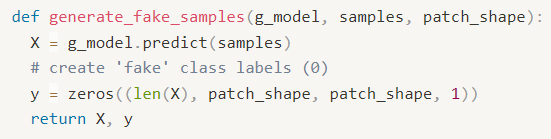 def generate_fake_samples(g_model, samples, patch_shape):
  X = g_model.predict(samples)
  # create 'fake' class labels (0)
  y = zeros((len(X), patch_shape, patch_shape, 1))
  return X, y